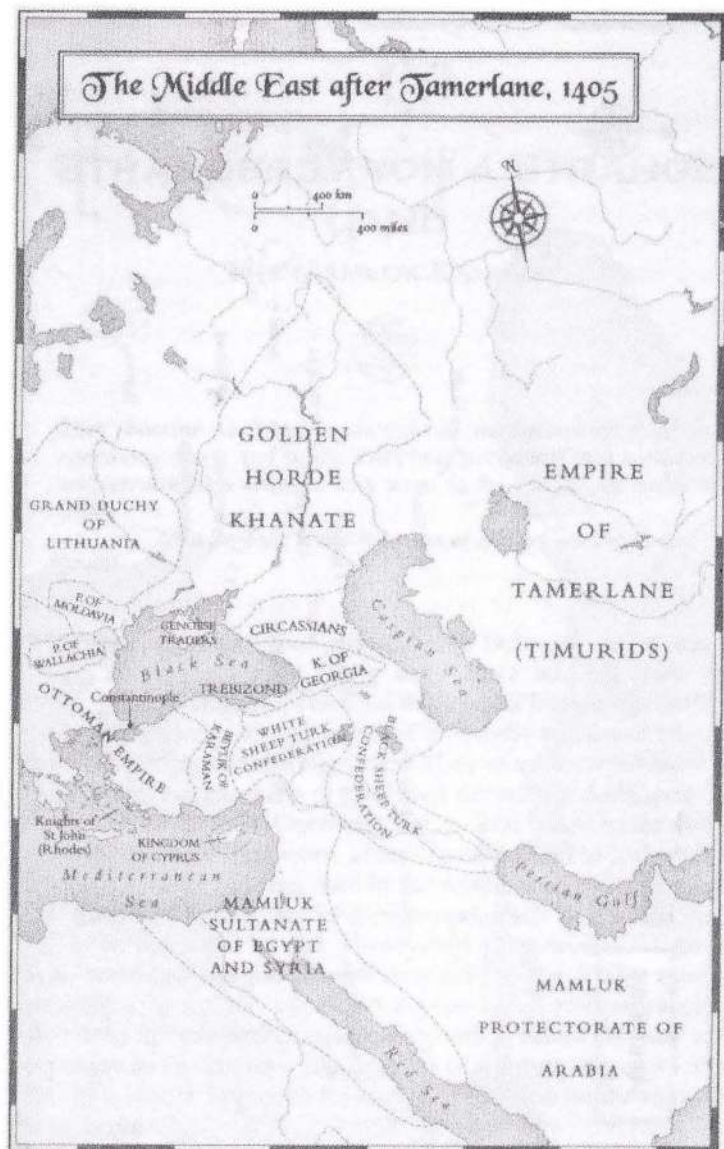 The Middle East after Tamerlane, 1405
N
0 400 km
0 400 miles
GOLDEN
HORDE
KHANATE
EMPIRE
OF
TAMERLANE
(TIMURIDS)
GRAND DUCHY
OF
LITHUANIA
P. OF
MOLDAVIA
P. OF
WALLACHIA
GENOESE
TRADERS
Black Sea
CIRCASSIANS
Caspian
Sea
K. OF
GEORGIA
TREBIZOND
Constantinople
OTTOMAN EMPIRE
BEYLIK OF
KARAMAN
WHITE
SHEEP TURK
CONFEDERATION
BLACK SHEEP TURK
CONFEDERATION
Knights of
St John
(Rhodes)
KINGDOM
OF CYPRUS
Mediterranean
Sea
Persian Gulf
MAMLUK
SULTANATE
OF EGYPT
AND SYRIA
MAMLUK
PROTECTORATE OF
ARABIA
Red Sea